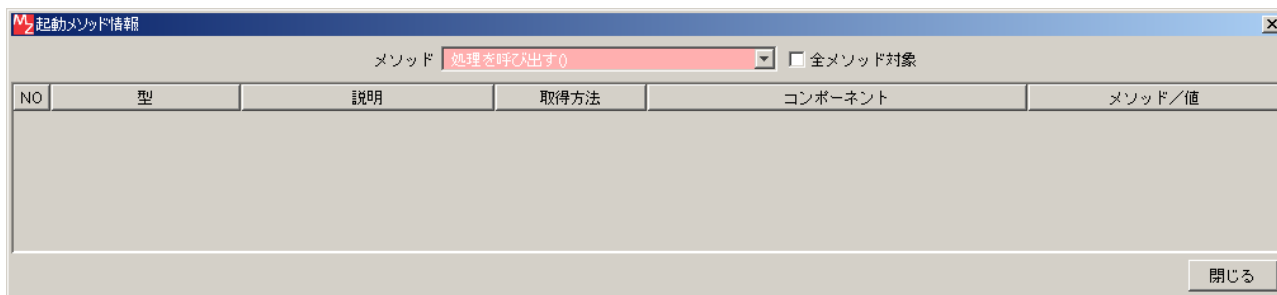 MZ 起動メソッド情報
メソッド 処理を呼び出す() 全メソッド対象
NO 型 説明 取得方法 コンポーネント メソッド／値
閉じる